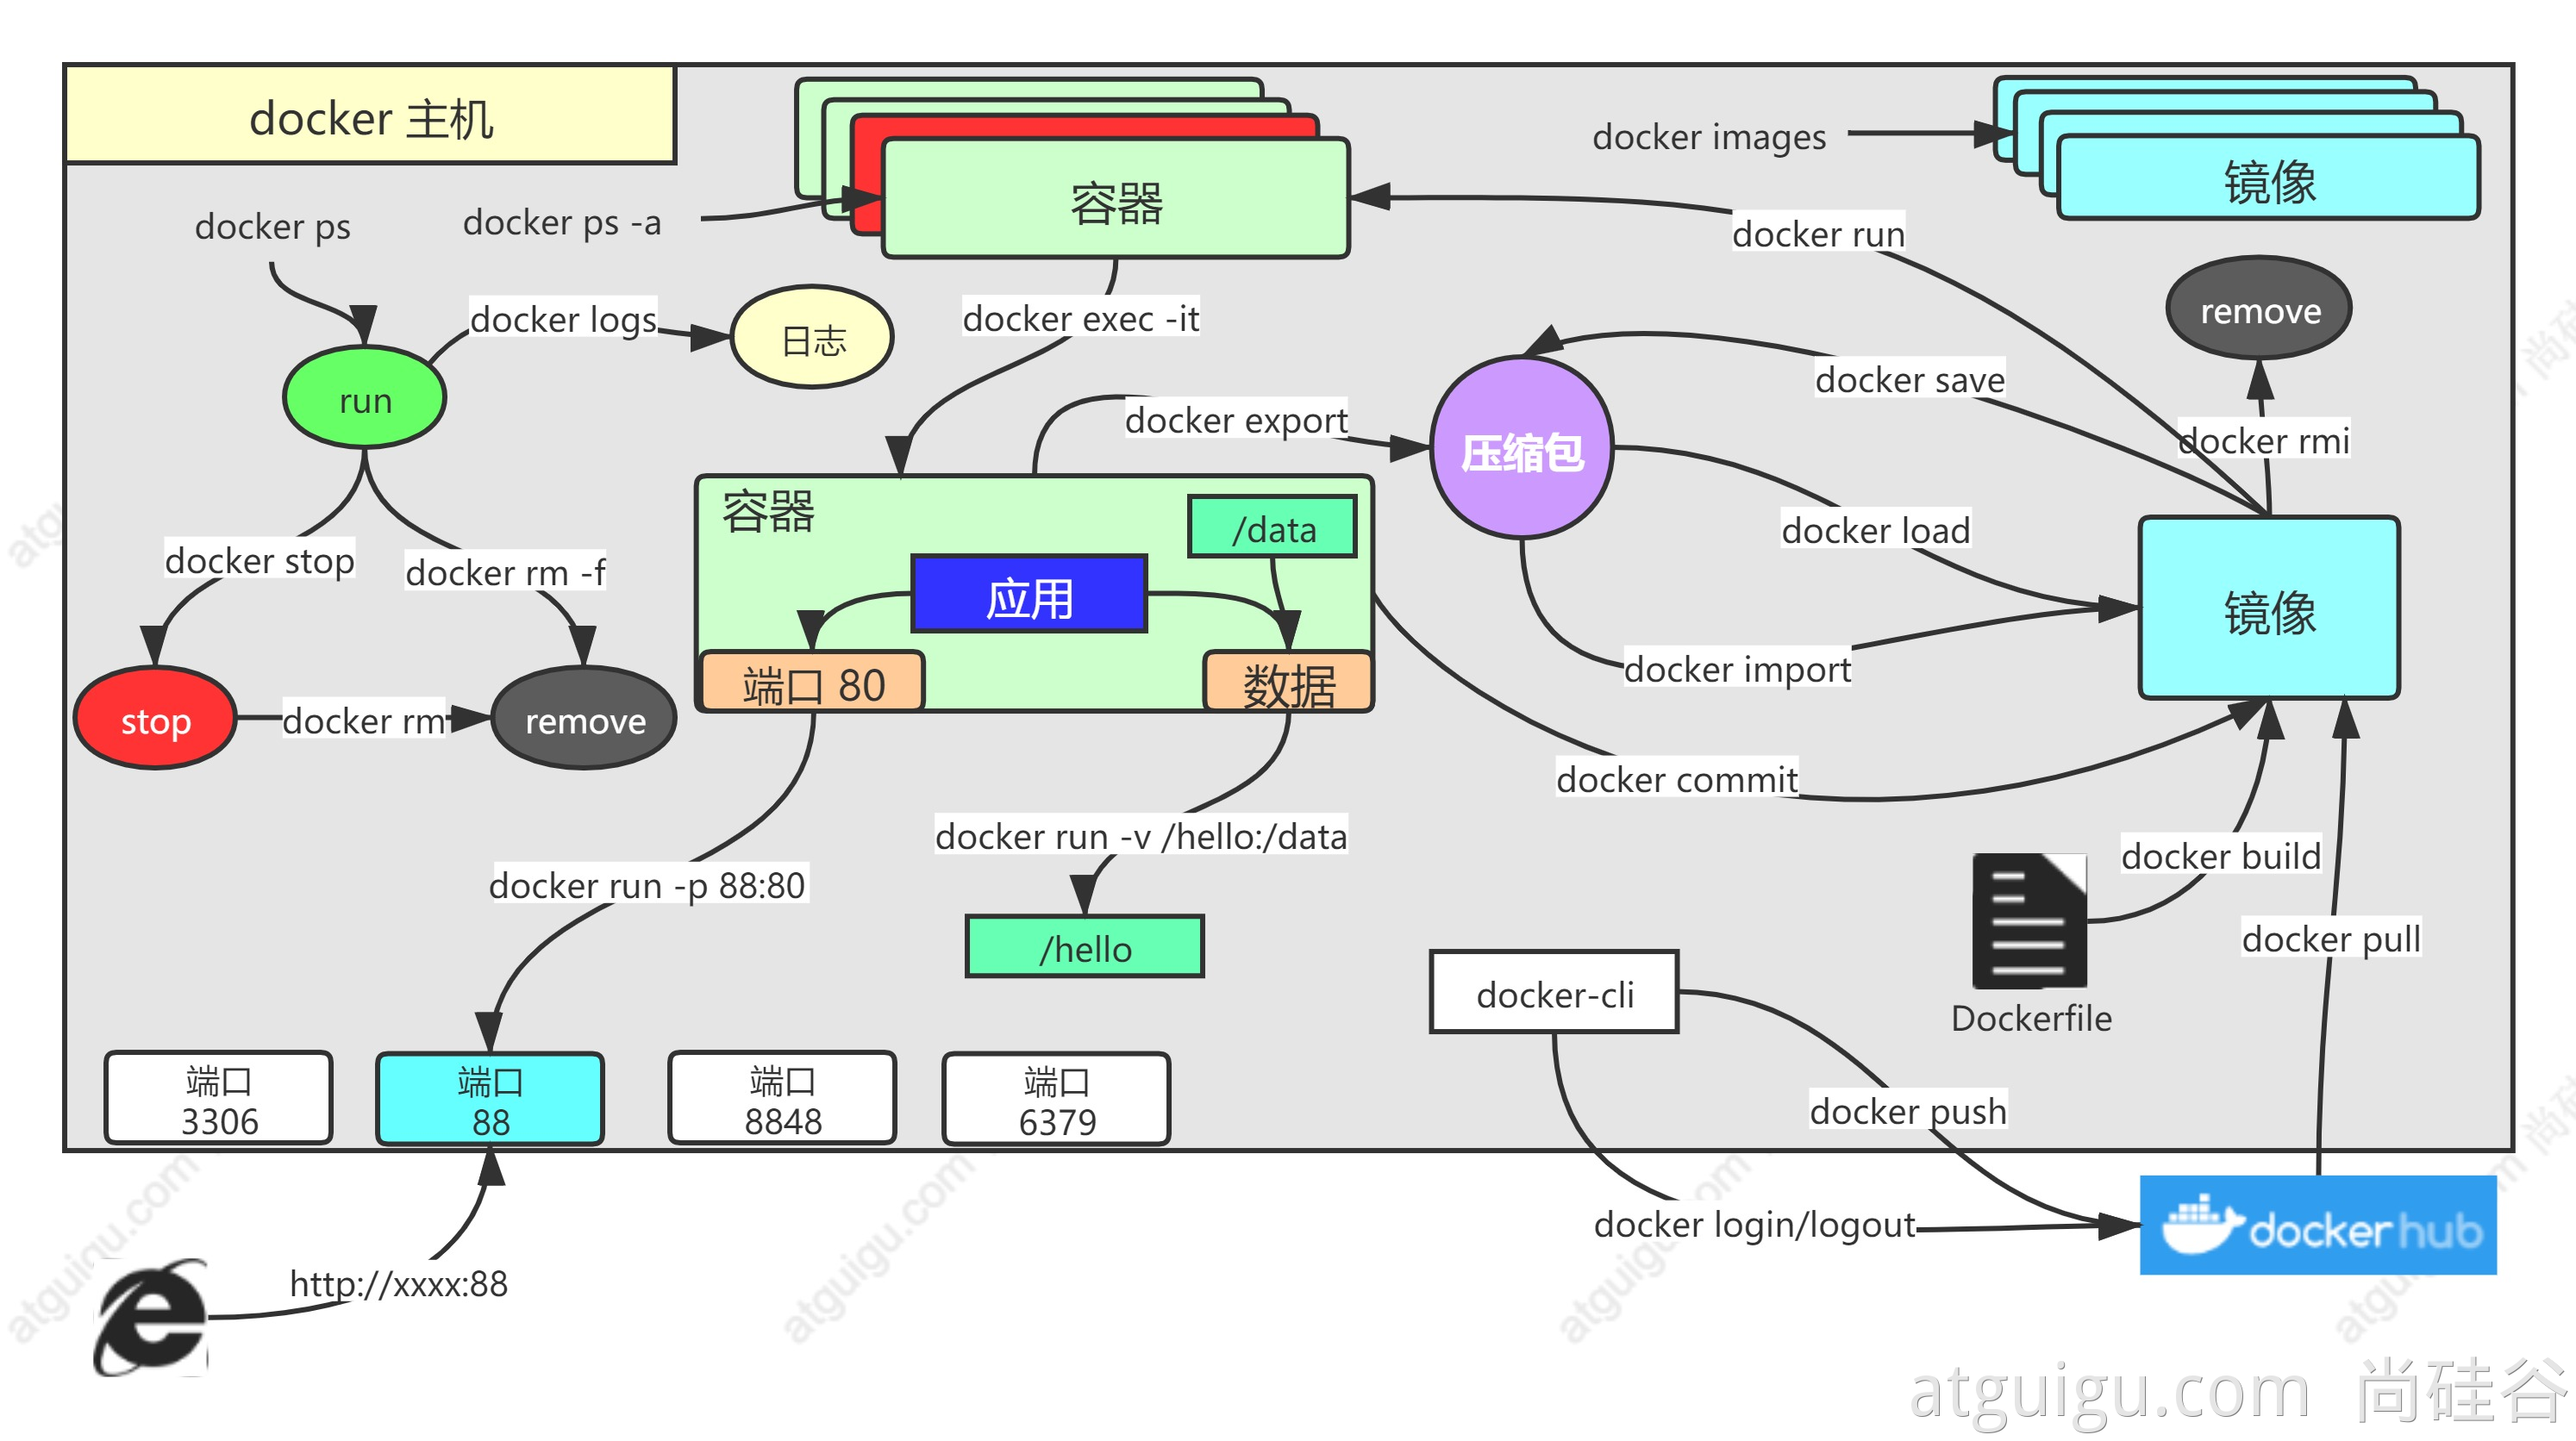 docker 主机
容器
docker images
镜像
docker ps
docker ps -a
docker run
remove
docker logs
日志
docker exec -it
docker save
run
docker export
压缩包
docker rmi
容器
/data
docker load
docker stop
docker rm -f
应用
镜像
端口 80
数据
docker import
stop
docker rm
remove
docker commit
docker run -v /hello:/data
docker build
docker run -p 88:80
/hello
docker pull
docker-cli
Dockerfile
端口
3306
端口
88
端口
8848
端口
6379
docker push
docker login/logout
dockerhub
http://xxxx:88
atguigu.com 尚硅谷